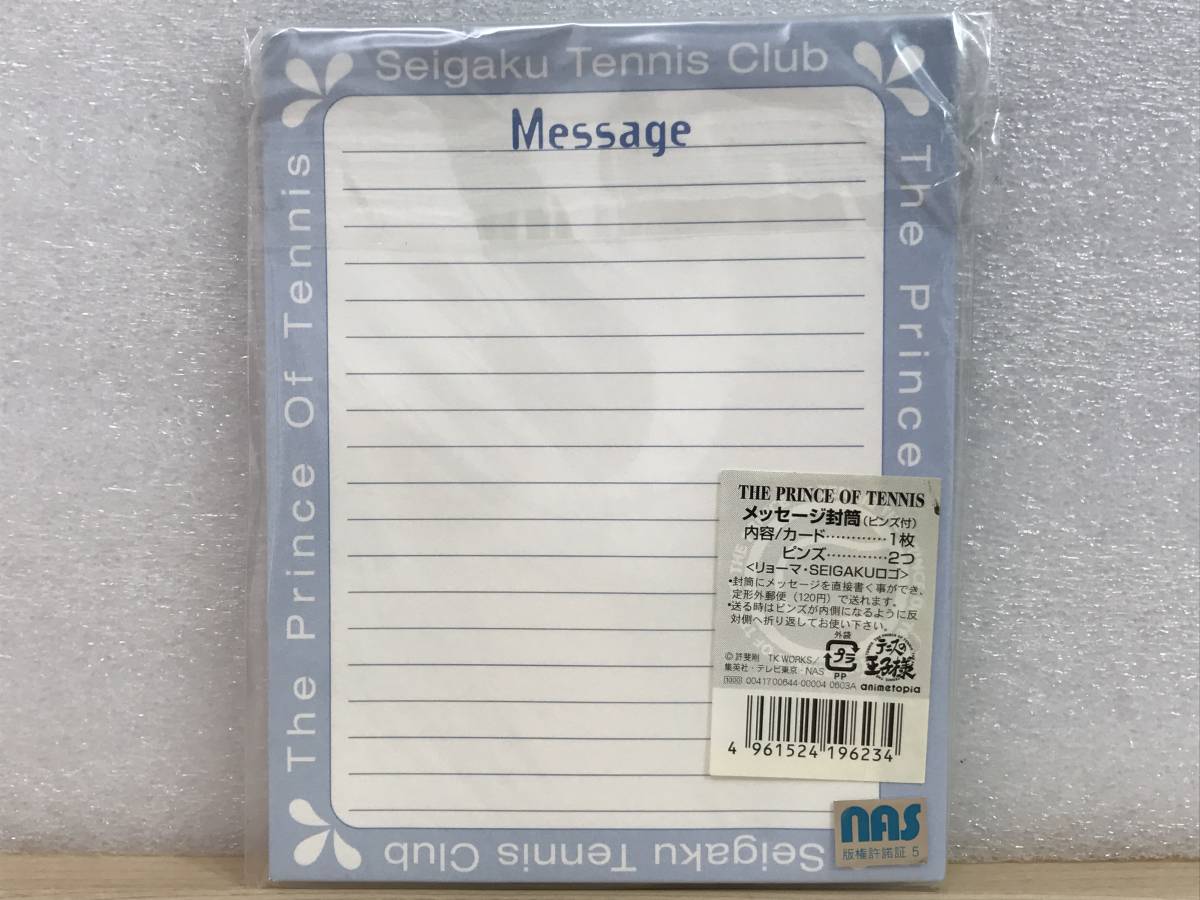 Seigaku Tennis Club
Message
The Prince Of Tennis
The Prince
THE PRINCE OF TENNIS
メッセージ封筒(ピンズ付)
内容/カード…………1枚
ピンズ…………2つ
<リョーマ・SEIGAKUロゴ>
•封筒にメッセージを直接書く事ができ、
定形外郵便(120円)で送れます。
•送る時はピンズが内側になるように反
対側へ折り返してお使い下さい。
外袋
プラ
PP
テニスの
王子様
animetopia
© 許斐剛 TK WORKS/
集英社・テレビ東京・NAS
1000 00417 00644-00004 0603A
4 961524 196234
nas
版権許諾証 5
Seigaku Tennis Club